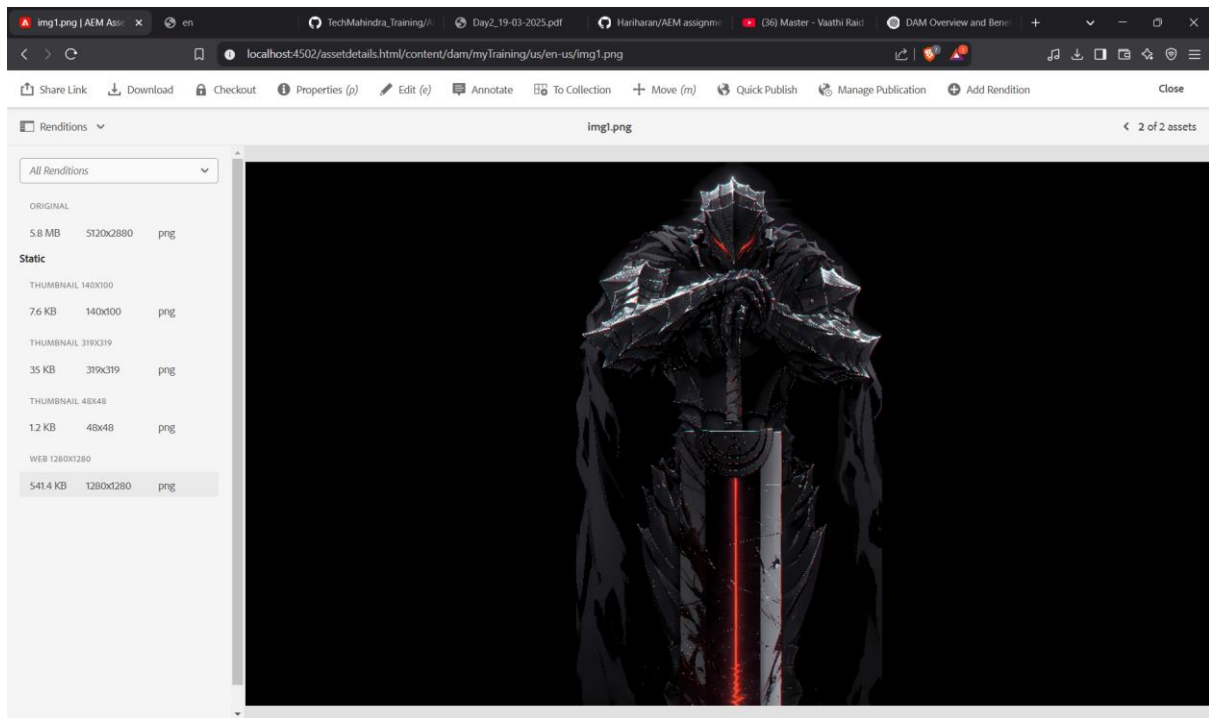 img1.png | AEM Asse
en
TechMahindra_Training/A
Day2_19-03-2025.pdf
Hariharan/AEM assignme
(36) Master - Vaathi Raid
DAM Overview and Bene
localhost:4502/assetdetails.html/content/dam/myTraining/us/en-us/img1.png
Share Link Download Checkout Properties (p) Edit (e) Annotate To Collection Move (m) Quick Publish Manage Publication Add Rendition Close
Renditions img1.png 2 of 2 assets
All Renditions
ORIGINAL
5.8 MB 5120x2880 png
Static
THUMBNAIL 140X100
7.6 KB 140x100 png
THUMBNAIL 319X319
35 KB 319x319 png
THUMBNAIL 48X48
1.2 KB 48x48 png
WEB 1280X1280
541.4 KB 1280x1280 png